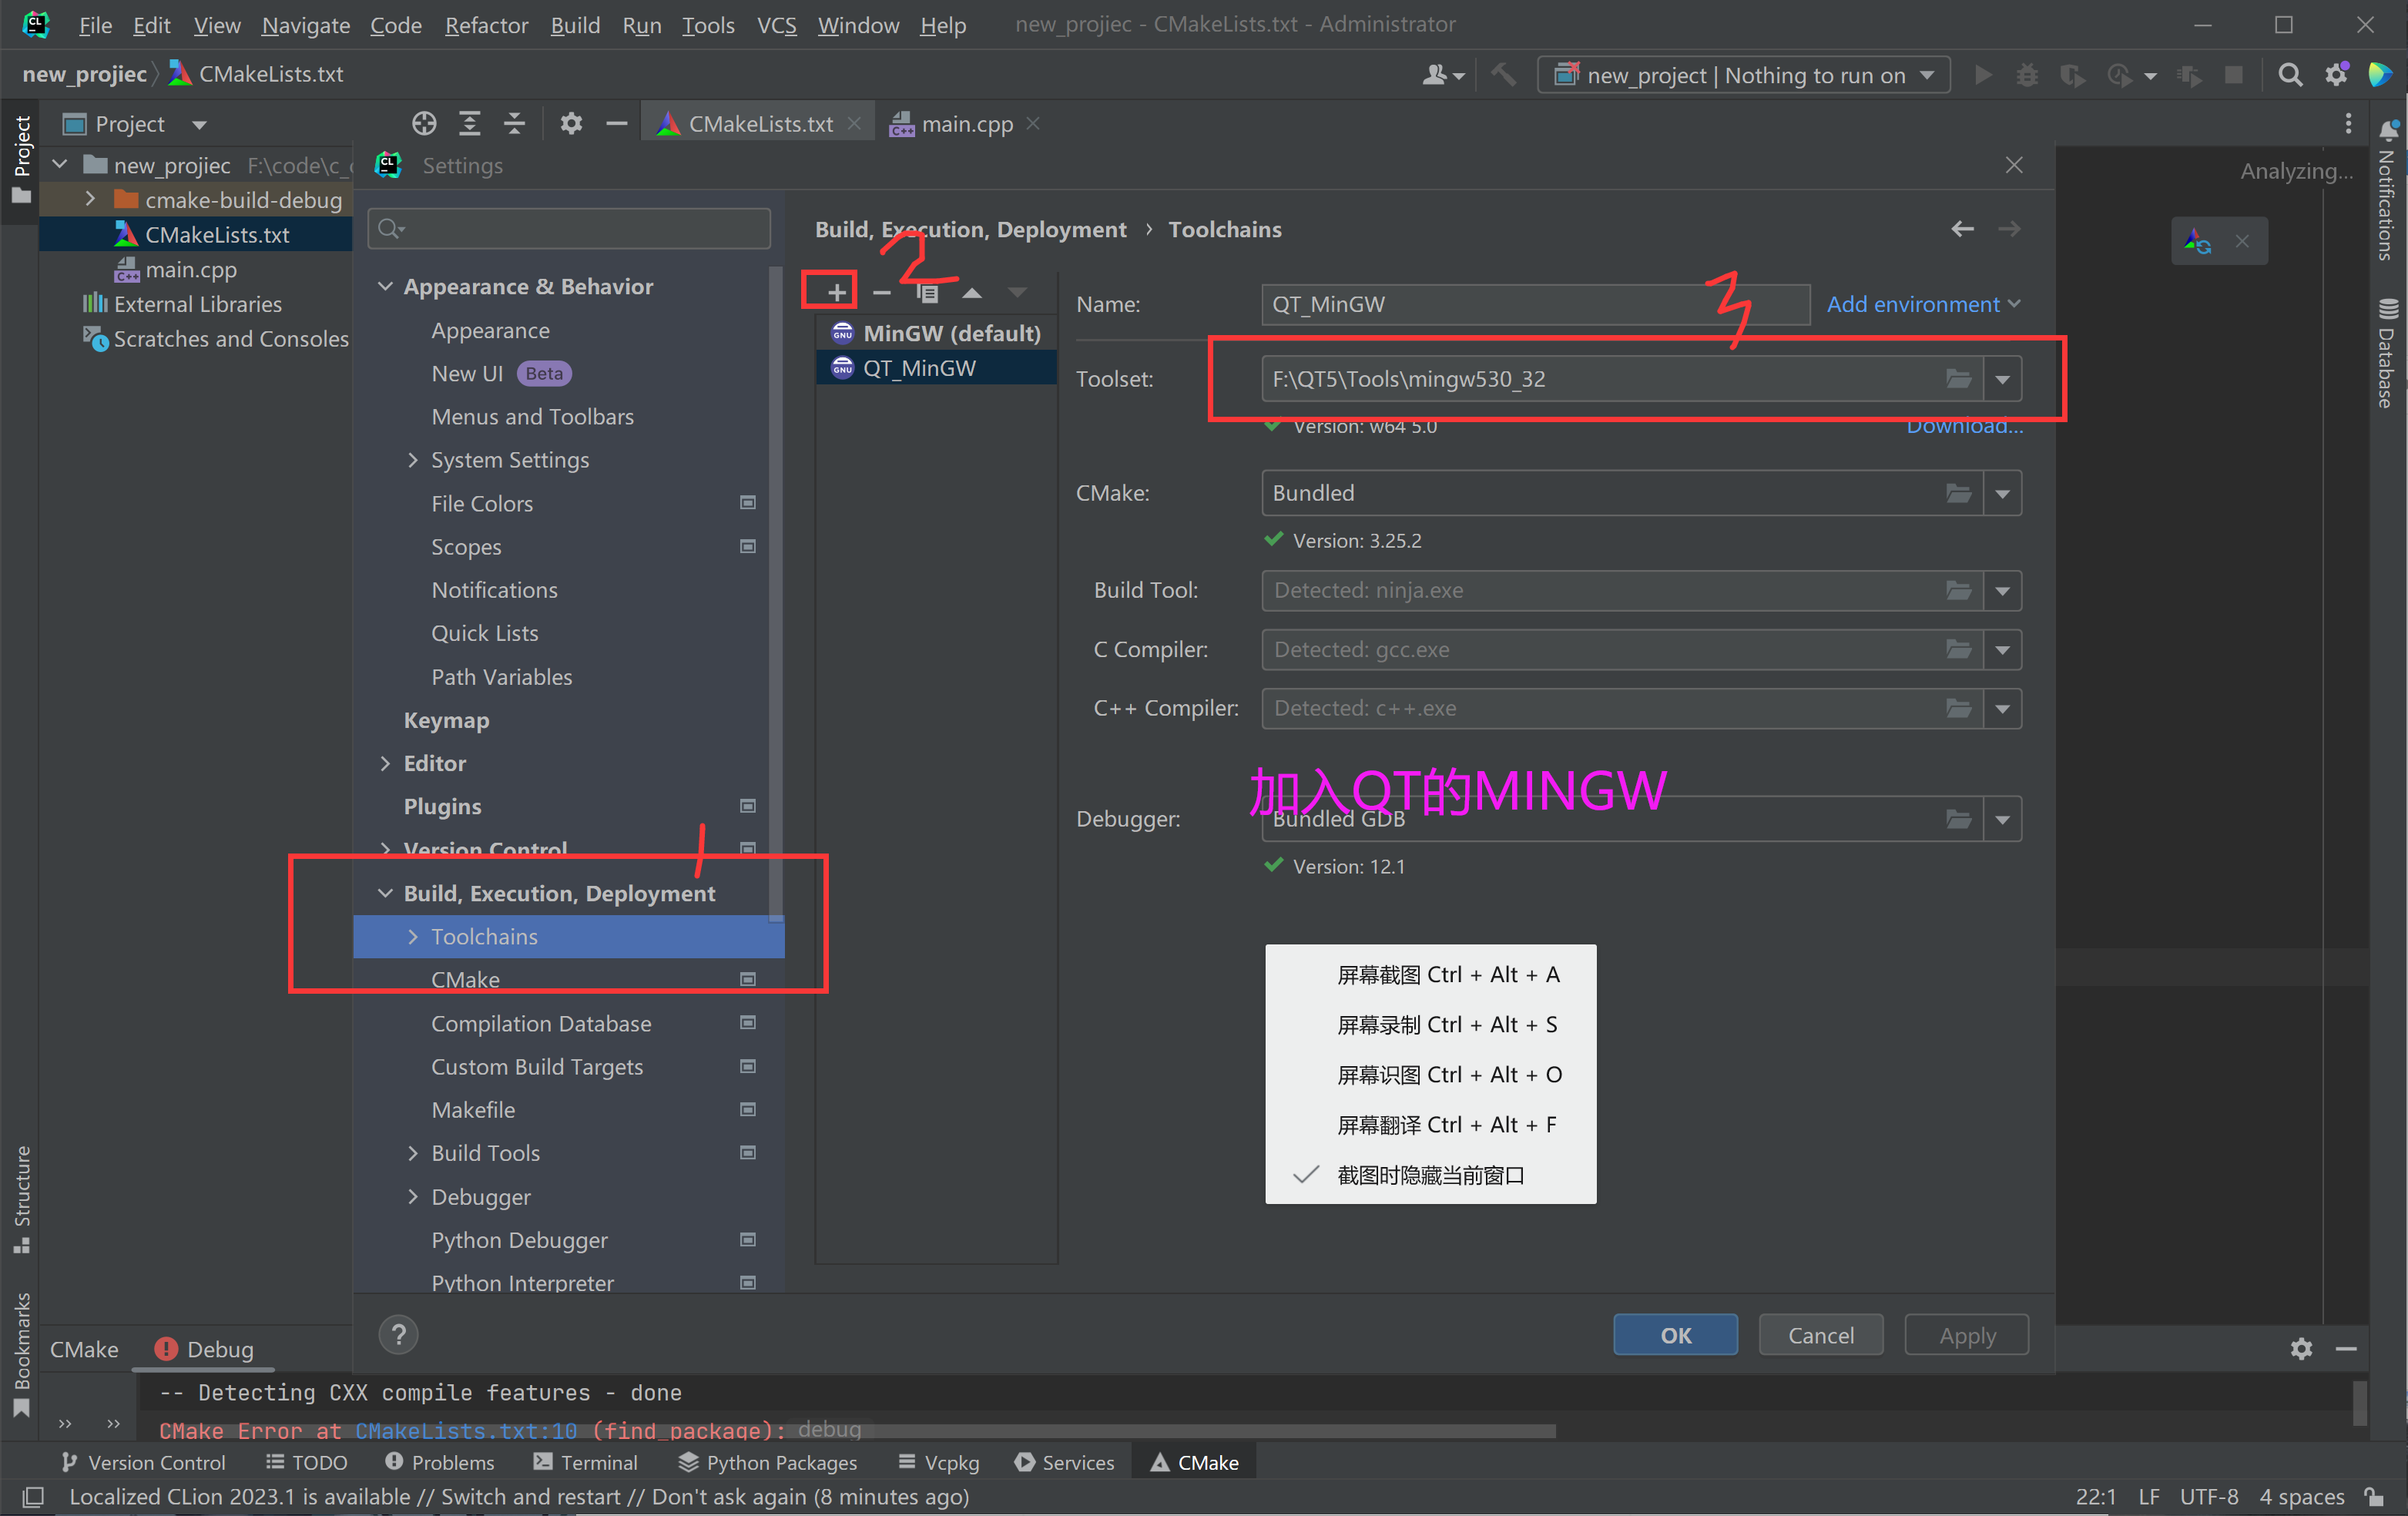 File Edit View Navigate Code Refactor Build Run Tools VCS Window Help new_projiec - CMakeLists.txt - Administrator
new_projiec CMakeLists.txt new_project | Nothing to run on
Project CMakeLists.txt main.cpp
Project
new_projiec F:\code\c_
cmake-build-debug
CMakeLists.txt
main.cpp
External Libraries
Scratches and Consoles
Settings
Analyzing...
Notifications
Database
Build, Execution, Deployment › Toolchains
2
Appearance & Behavior
Appearance
New UI Beta
Menus and Toolbars
System Settings
File Colors
Scopes
Notifications
Quick Lists
Path Variables
Keymap
Editor
Plugins
Version Control
1
Build, Execution, Deployment
Toolchains
CMake
Compilation Database
Custom Build Targets
Makefile
Build Tools
Debugger
Python Debugger
Python Interpreter
MinGW (default)
QT_MinGW
Name: QT_MinGW Add environment
3
Toolset: F:\QT5\Tools\mingw530_32
Version: w64 5.0 Download...
CMake: Bundled
Version: 3.25.2
Build Tool: Detected: ninja.exe
C Compiler: Detected: gcc.exe
C++ Compiler: Detected: c++.exe
加入QT的MINGW
Debugger: Bundled GDB
Version: 12.1
屏幕截图 Ctrl + Alt + A
屏幕录制 Ctrl + Alt + S
屏幕识图 Ctrl + Alt + O
屏幕翻译 Ctrl + Alt + F
截图时隐藏当前窗口
? OK Cancel Apply
Structure
Bookmarks
CMake Debug
-- Detecting CXX compile features - done
CMake Error at CMakeLists.txt:10 (find_package): debug
Version Control TODO Problems Terminal Python Packages Vcpkg Services CMake
Localized CLion 2023.1 is available // Switch and restart // Don't ask again (8 minutes ago) 22:1 LF UTF-8 4 spaces